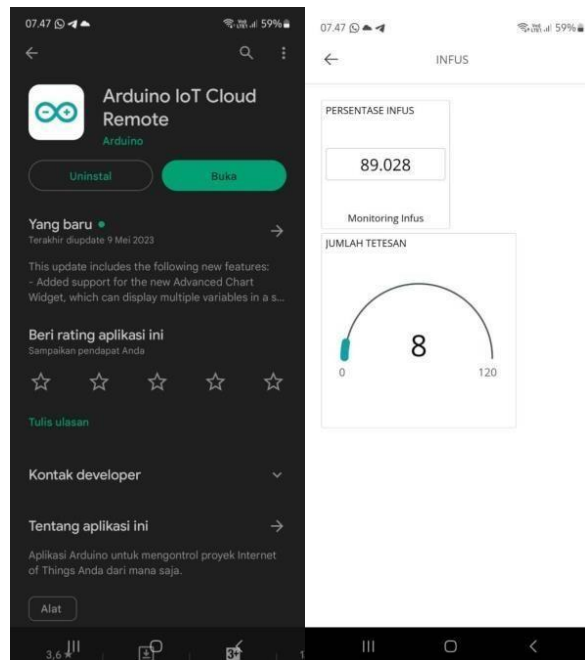 07.47
59%
Arduino IoT Cloud
Remote
Arduino
Uninstal
Buka
Yang baru
Terakhir diupdate 9 Mei 2023
This update includes the following new features:
- Added support for the new Advanced Chart
Widget, which can display multiple variables in a s...
Beri rating aplikasi ini
Sampaikan pendapat Anda
Tulis ulasan
Kontak developer
Tentang aplikasi ini
Aplikasi Arduino untuk mengontrol proyek Internet
of Things Anda dari mana saja.
Alat
3,6
3+
07.47
59%
INFUS
PERSENTASE INFUS
89.028
Monitoring Infus
JUMLAH TETESAN
8
0
120